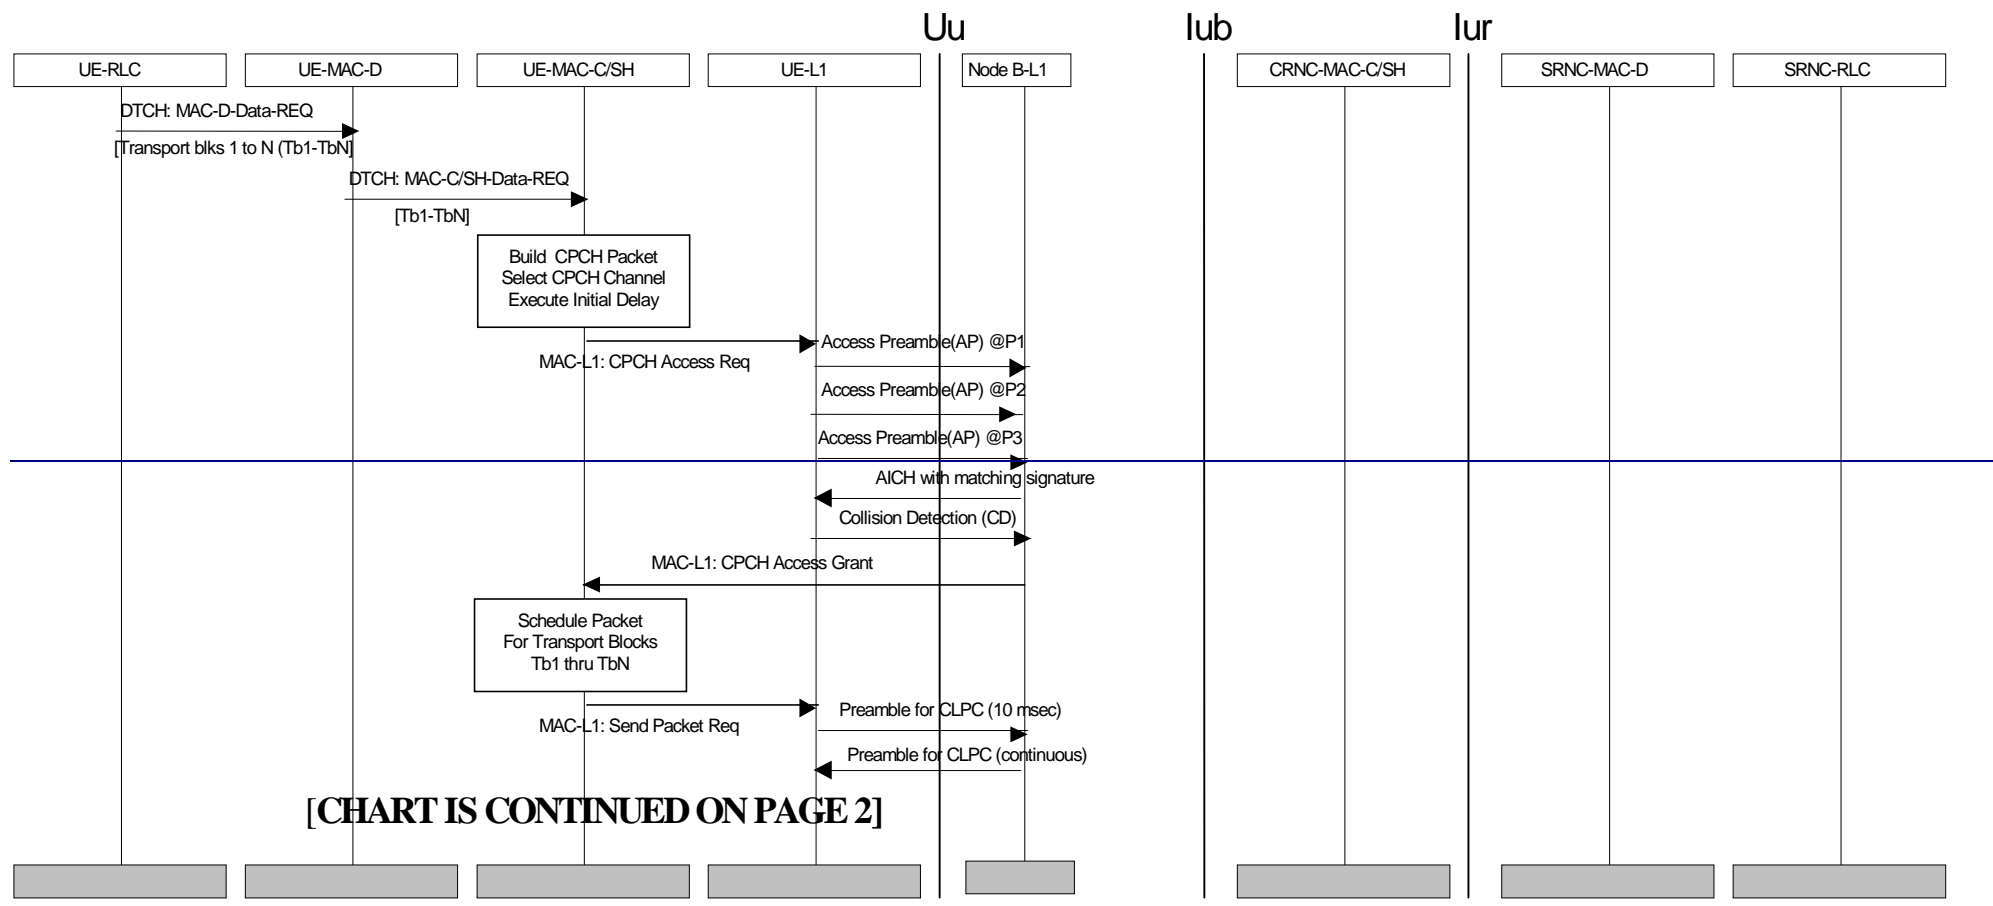 Uu
Iub
Iur
UE-RLC
UE-MAC-D
UE-MAC-C/SH
UE-L1
Node B-L1
CRNC-MAC-C/SH
SRNC-MAC-D
SRNC-RLC
DTCH: MAC-D-Data-REQ
[Transport blks 1 to N (Tb1-TbN]
DTCH: MAC-C/SH-Data-REQ
[Tb1-TbN]
Build CPCH Packet
Select CPCH Channel
Execute Initial Delay
Access Preamble(AP) @P1
MAC-L1: CPCH Access Req
Access Preamble(AP) @P2
Access Preamble(AP) @P3
AICH with matching signature
Collision Detection (CD)
MAC-L1: CPCH Access Grant
Schedule Packet
For Transport Blocks
Tb1 thru TbN
Preamble for CLPC (10 msec)
MAC-L1: Send Packet Req
Preamble for CLPC (continuous)
[CHART IS CONTINUED ON PAGE 2]